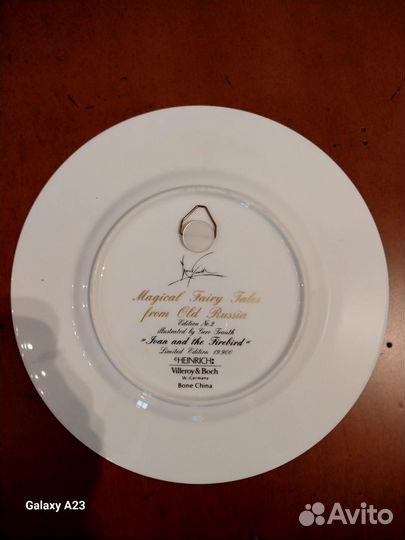 Magical Fairy Tales
from Old Russia
Edition No. 2
illustrated by Gero Trauth
"Ivan and the Firebird"
Limited Edition 19,900
HEINRICH
Villeroy & Boch
W.-Germany
Bone China
Galaxy A23
Avito